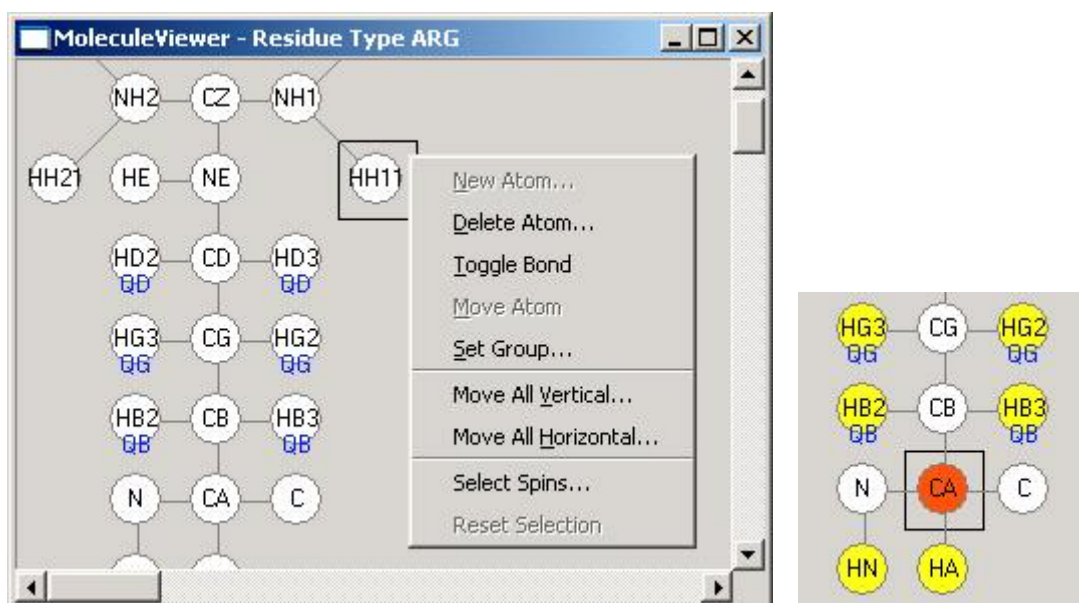 MoleculeViewer - Residue Type ARG
NH2 CZ NH1
HH21 HE NE HH11
New Atom...
Delete Atom...
Toggle Bond
Move Atom
Set Group...
Move All Vertical...
Move All Horizontal...
Select Spins...
Reset Selection
HD2 CD HD3
QD QD
HG3 CG HG2
QG QG
HB2 CB HB3
QB QB
N CA C
HG3 CG HG2
QG QG
HB2 CB HB3
QB QB
N CA C
HN HA